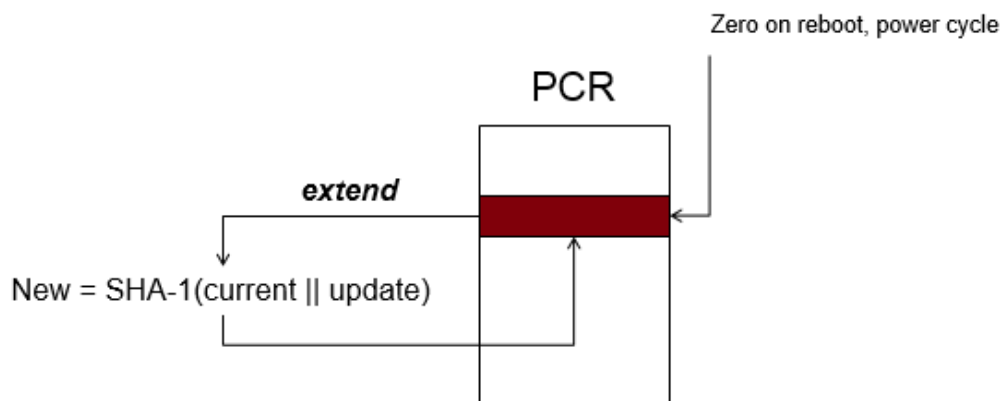 Zero on reboot, power cycle
PCR
extend
New = SHA-1(current || update)